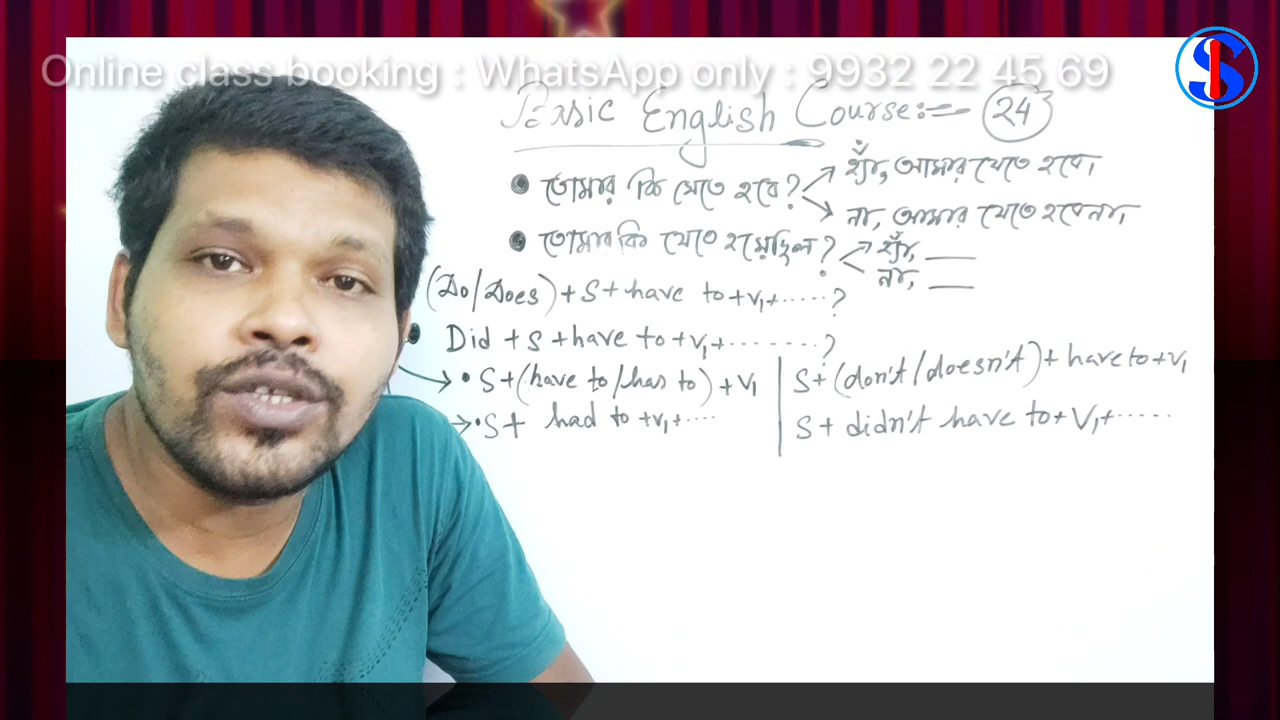 Online class booking : WhatsApp only : 9932 22 45 69
Basic English Course:- 24
তোমার কি যেতে হবে? হ্যাঁ, আমার যেতে হবে।
না, আমার যেতে হবেনা,
তোমার কি যেতে হয়েছিল? হ্যাঁ, ____
না, ____
(Do/Does) + S + have to + V₁ + .....?
Did + S + have to + V₁ + ........?
S + (have to/has to) + V₁ | S + (don't/doesn't) + have to + V₁
S + had to + V₁ + .... | S + didn't have to + V₁ + .....